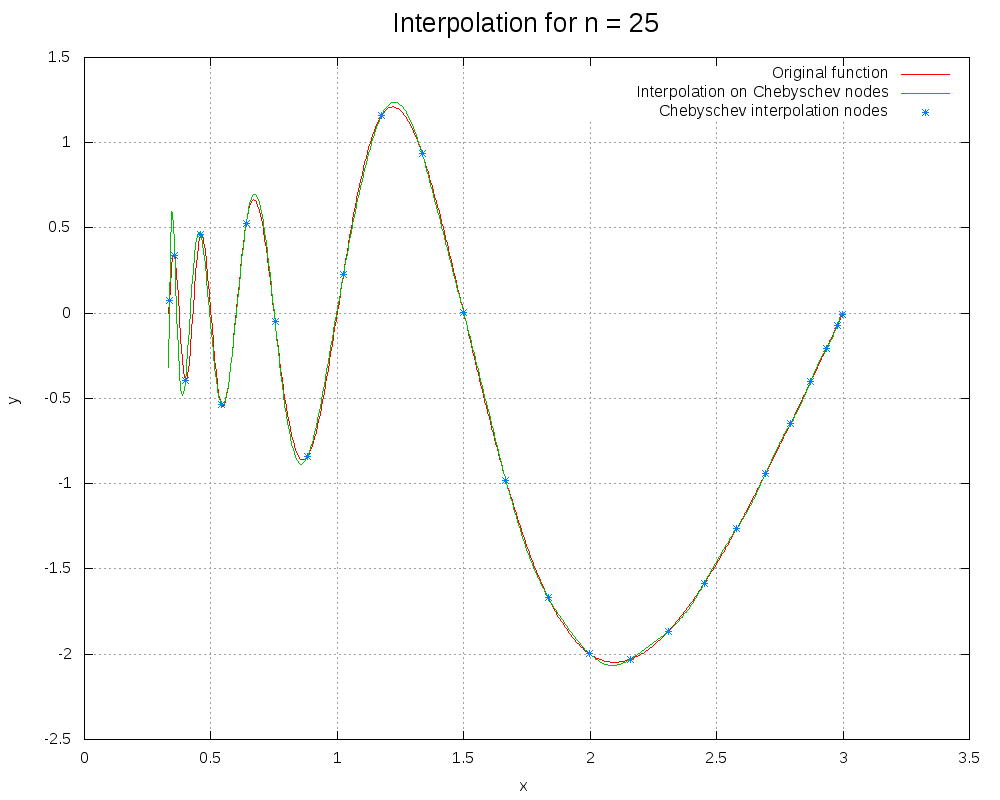 Interpolation for n = 25
Original function
Interpolation on Chebyschev nodes
Chebyschev interpolation nodes
1.5
1
0.5
0
-0.5
-1
-1.5
-2
-2.5
y
0 0.5 1 1.5 2 2.5 3 3.5
x